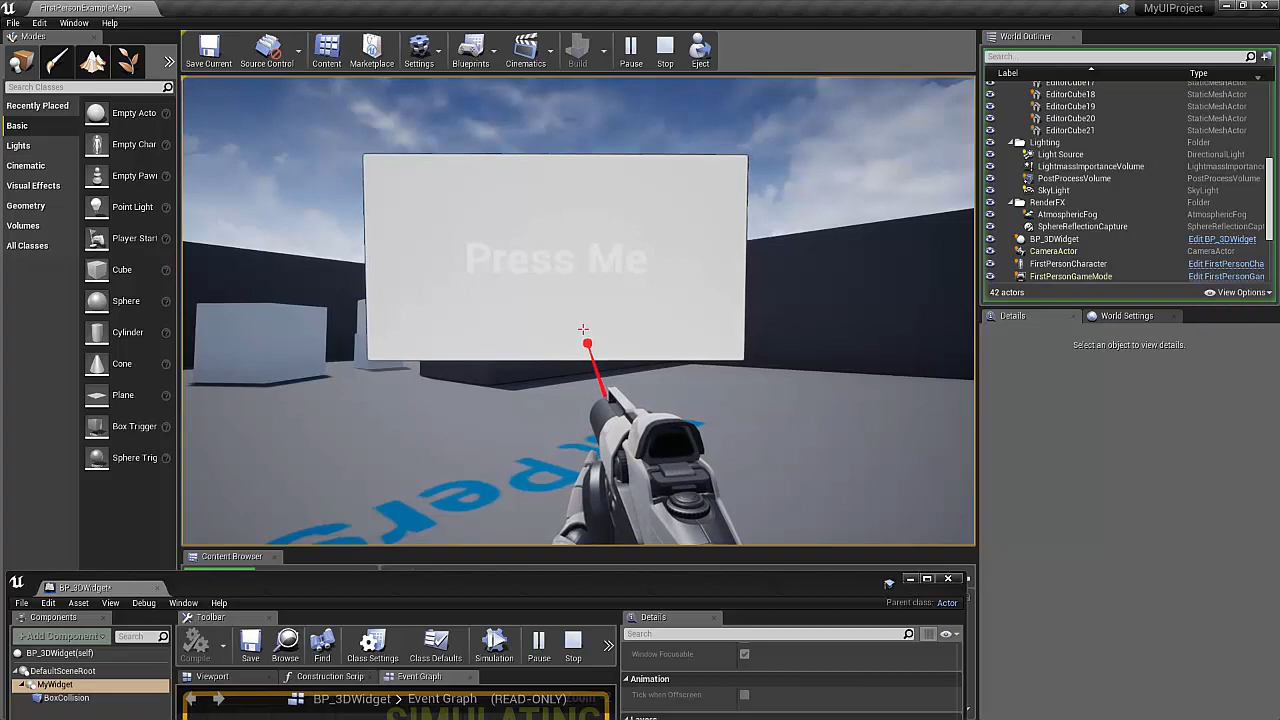 FirstPersonExampleMap*
MyUIProject
File Edit Window Help
Modes
Search Classes
Recently Placed
Basic
Lights
Cinematic
Visual Effects
Geometry
Volumes
All Classes
Empty Acto
Empty Char
Empty Pawn
Point Light
Player Start
Cube
Sphere
Cylinder
Cone
Plane
Box Trigger
Sphere Trig
Save Current
Source Control
Content
Marketplace
Settings
Blueprints
Cinematics
Build
Pause
Stop
Eject
Press Me
World Outliner
Search...
Label Type
EditorCube17 StaticMeshActor
EditorCube18 StaticMeshActor
EditorCube19 StaticMeshActor
EditorCube20 StaticMeshActor
EditorCube21 StaticMeshActor
Lighting Folder
Light Source DirectionalLight
LightmassImportanceVolume LightmassImportanc
PostProcessVolume PostProcessVolume
SkyLight SkyLight
RenderFX Folder
AtmosphericFog AtmosphericFog
SphereReflectionCapture SphereReflectionCap
BP_3DWidget Edit BP_3DWidget
CameraActor CameraActor
FirstPersonCharacter Edit FirstPersonCha
FirstPersonGameMode Edit FirstPersonGan
42 actors View Options
Details World Settings
Select an object to view details.
Content Browser
BP_3DWidget*
File Edit Asset View Debug Window Help
Parent class: Actor
Components
+Add Component Search
BP_3DWidget(self)
DefaultSceneRoot
MyWidget
BoxCollision
Toolbar
Compile
Save
Browse
Find
Class Settings
Class Defaults
Simulation
Pause
Stop
Viewport Construction Scrip Event Graph
BP_3DWidget > Event Graph (READ-ONLY)
SIMULATING
Details
Search
Window Focusable
Animation
Tick when Offscreen